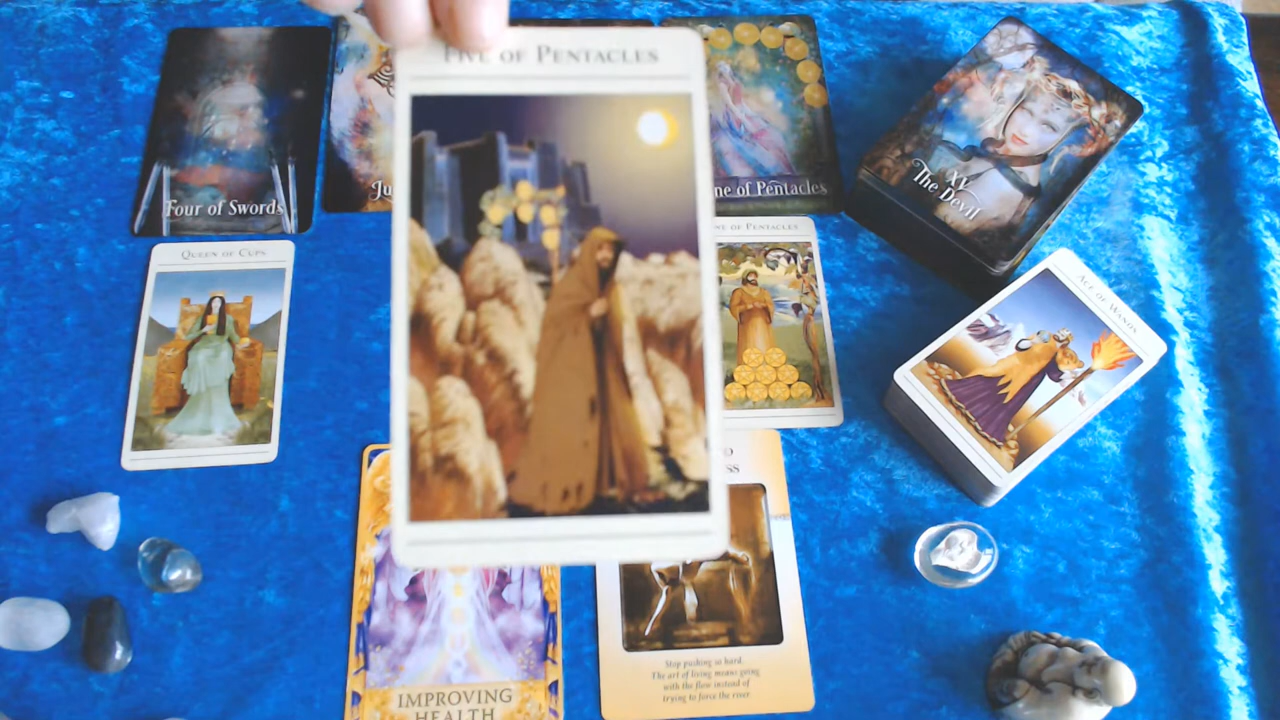 FIVE OF PENTACLES
Four of Swords
Ju
ne of Pentacles
XV
The Devil
QUEEN OF CUPS
NE OF PENTACLES
ACE OF WANDS
D
SS
Stop pushing so hard.
The art of living means going
with the flow instead of
trying to force the river
IMPROVING
HEALTH